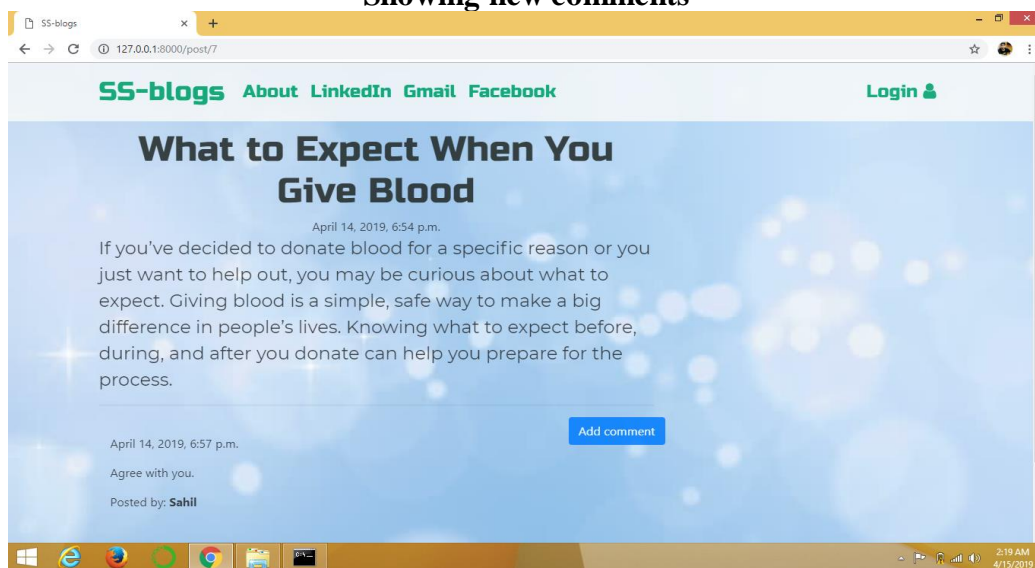 Showing new comments
SS-blogs
127.0.0.1:8000/post/7
SS-blogs About LinkedIn Gmail Facebook Login
What to Expect When You
Give Blood
April 14, 2019, 6:54 p.m.
If you’ve decided to donate blood for a specific reason or you
just want to help out, you may be curious about what to
expect. Giving blood is a simple, safe way to make a big
difference in people’s lives. Knowing what to expect before,
during, and after you donate can help you prepare for the
process.
Add comment
April 14, 2019, 6:57 p.m.
Agree with you.
Posted by: Sahil
2:19 AM
4/15/2019